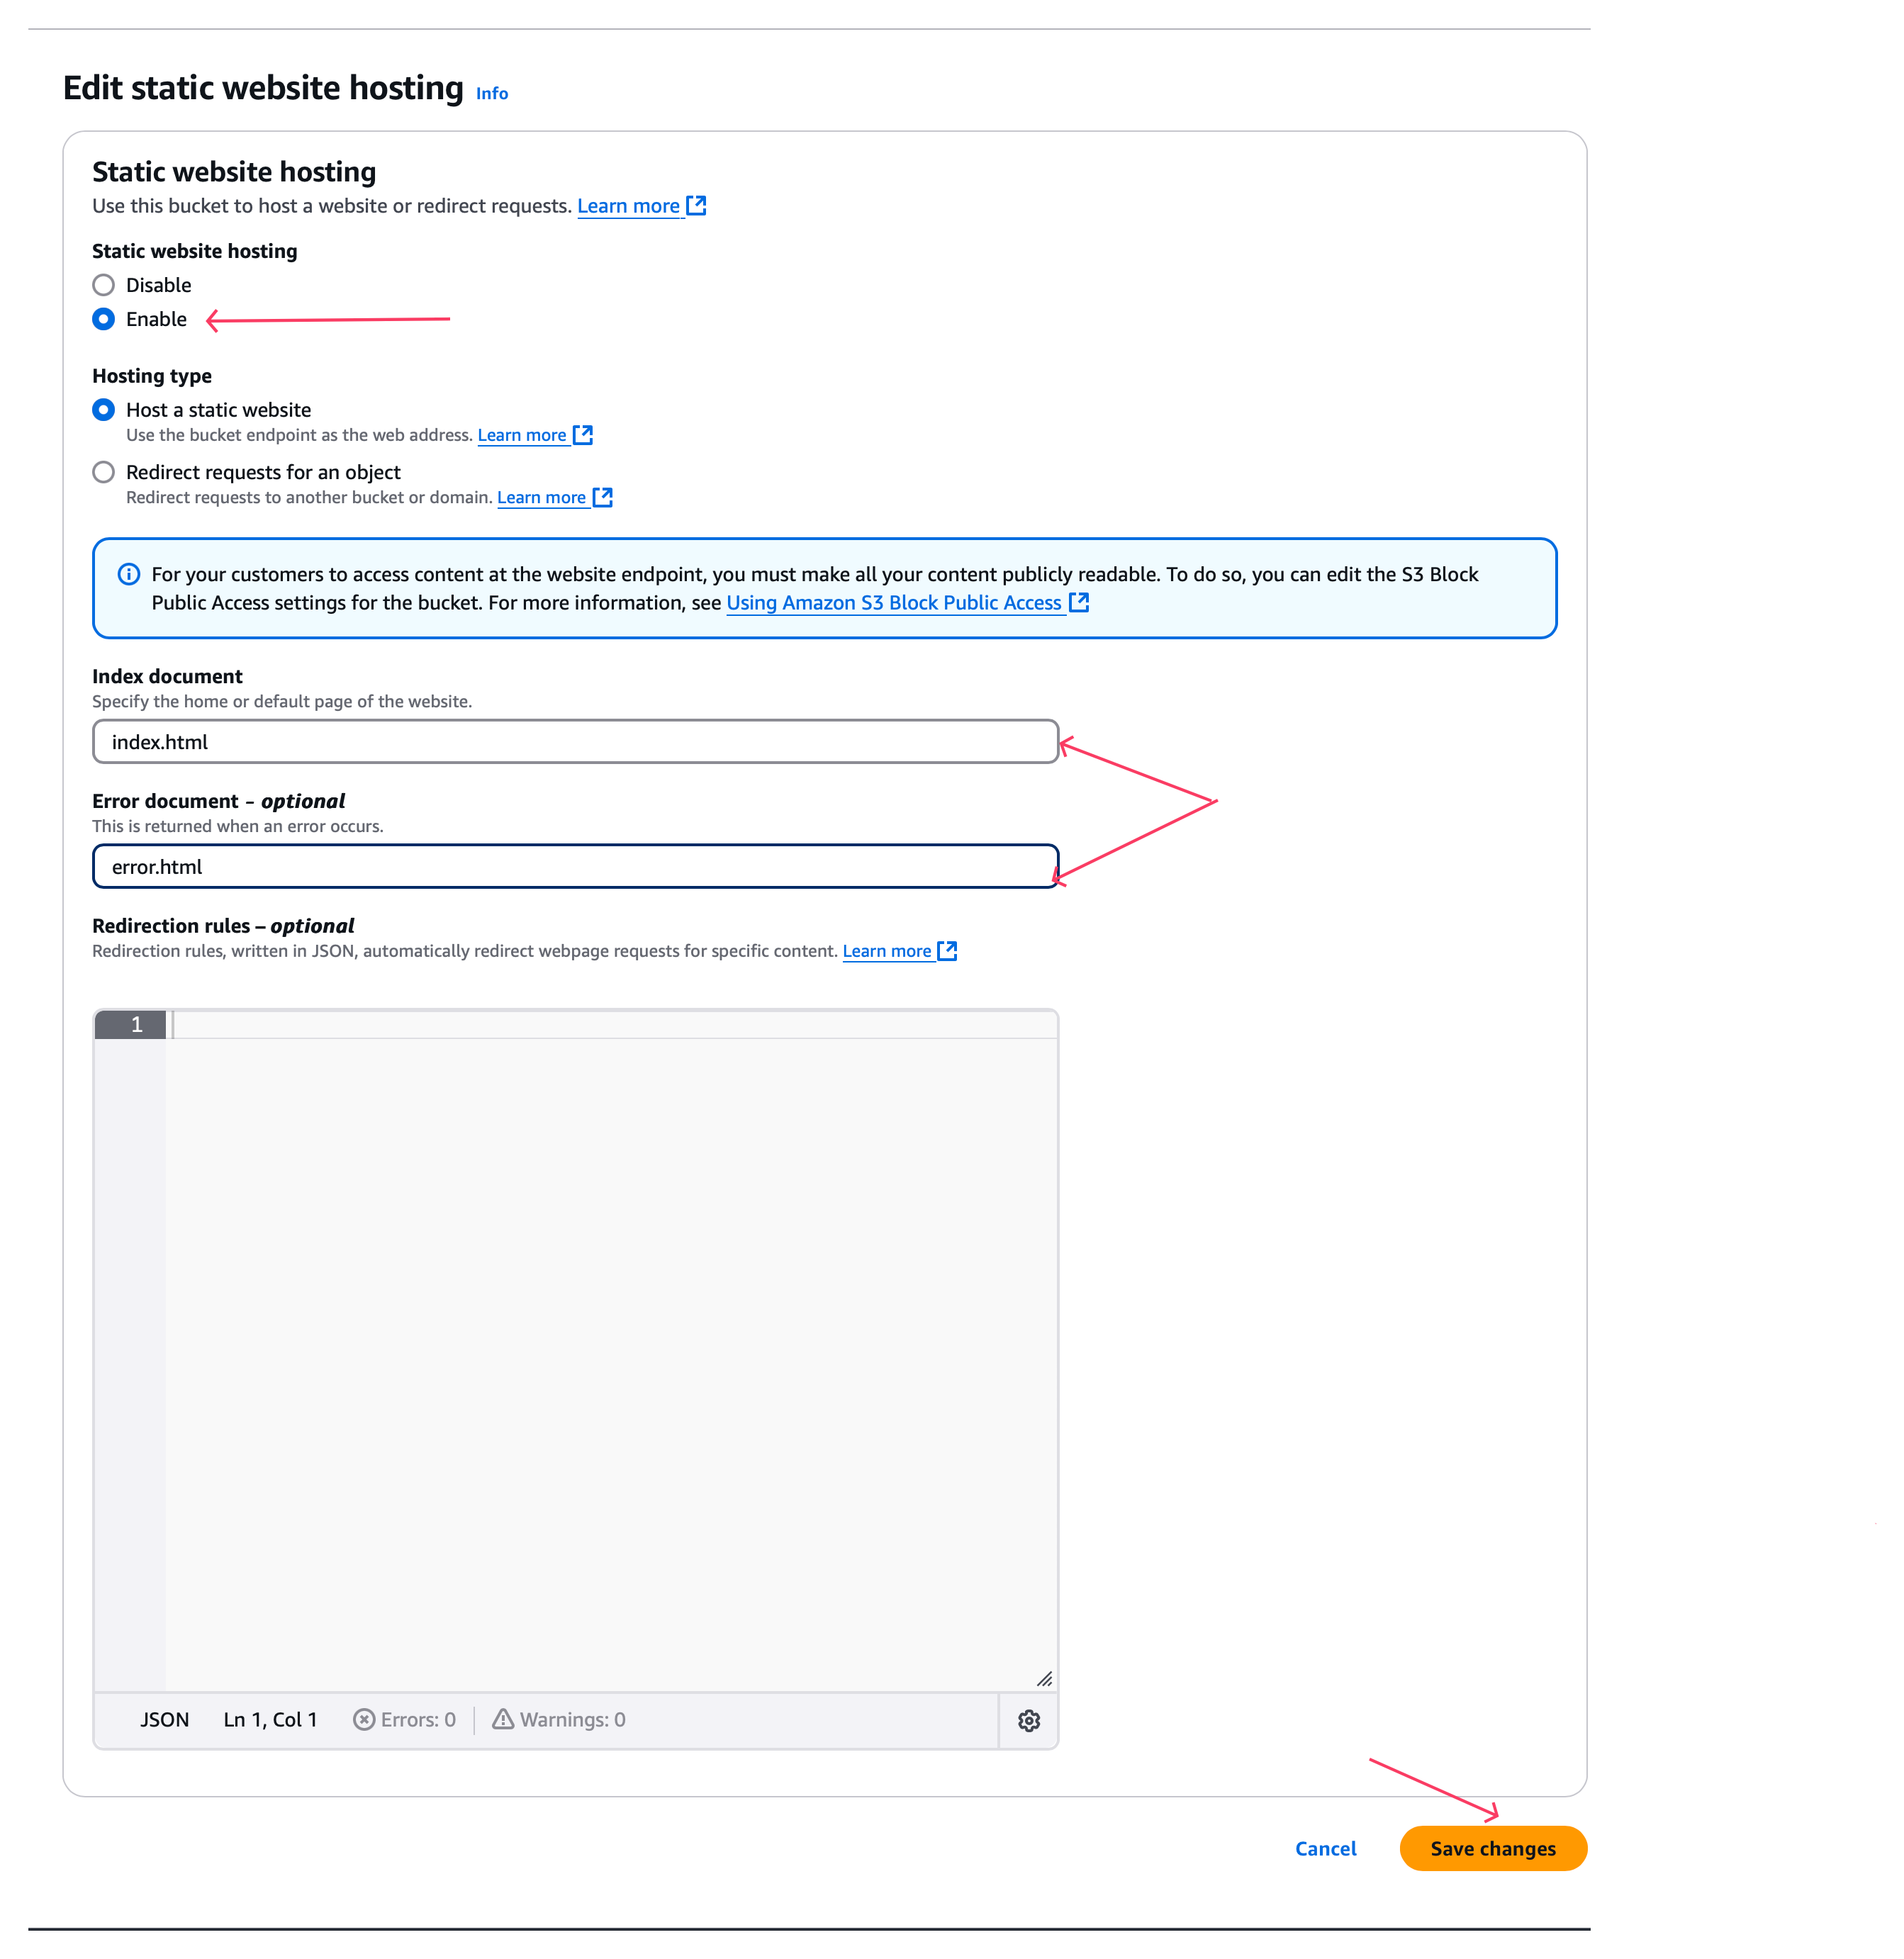 Edit static website hosting Info
Static website hosting
Use this bucket to host a website or redirect requests. Learn more
Static website hosting
Disable
Enable
Hosting type
Host a static website
Use the bucket endpoint as the web address. Learn more
Redirect requests for an object
Redirect requests to another bucket or domain. Learn more
For your customers to access content at the website endpoint, you must make all your content publicly readable. To do so, you can edit the S3 Block
Public Access settings for the bucket. For more information, see Using Amazon S3 Block Public Access
Index document
Specify the home or default page of the website.
index.html
Error document - optional
This is returned when an error occurs.
error.html
Redirection rules – optional
Redirection rules, written in JSON, automatically redirect webpage requests for specific content. Learn more
1
JSON Ln 1, Col 1 Errors: 0 Warnings: 0
Cancel Save changes